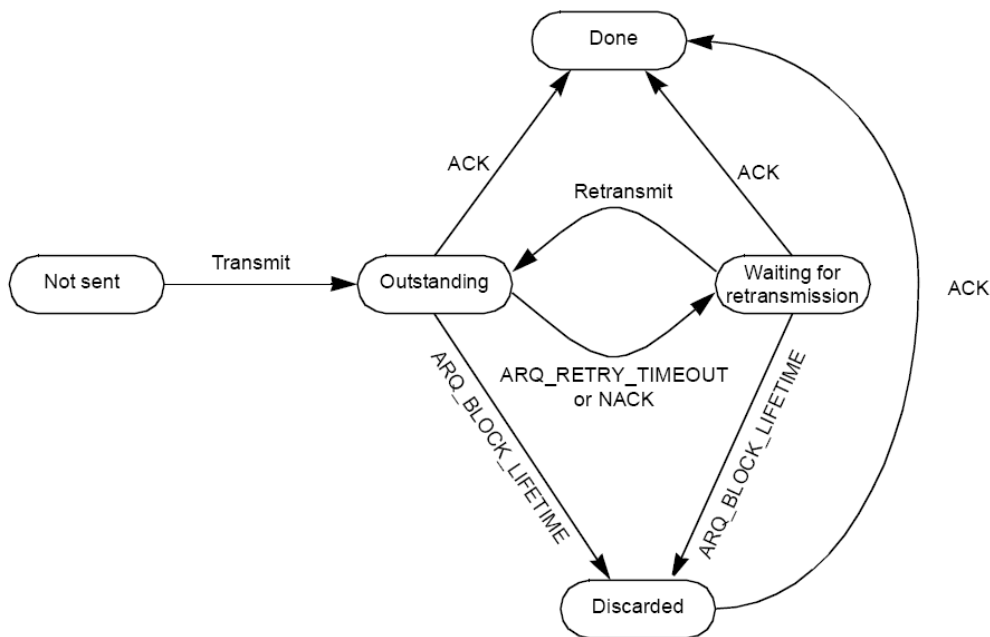 Done
ACK
ACK
Retransmit
Transmit
Not sent
Outstanding
Waiting for
retransmission
ACK
ARQ_RETRY_TIMEOUT
or NACK
ARQ_BLOCK_LIFETIME
ARQ_BLOCK_LIFETIME
Discarded